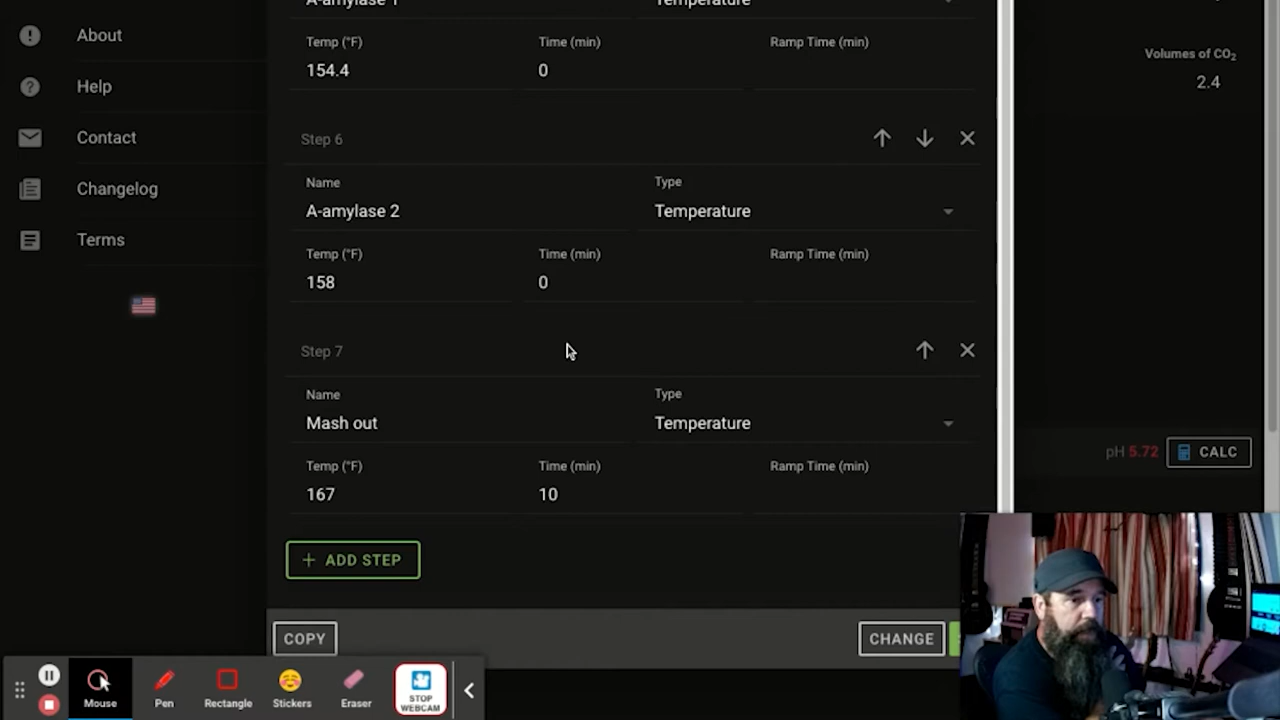 About
Help
Contact
Changelog
Terms
A-amylase 1
Temperature
Temp (°F)
Time (min)
Ramp Time (min)
154.4
0
Step 6
Name
Type
A-amylase 2
Temperature
Temp (°F)
Time (min)
Ramp Time (min)
158
0
Step 7
Name
Type
Mash out
Temperature
Temp (°F)
Time (min)
Ramp Time (min)
167
10
+ ADD STEP
COPY
CHANGE
Volumes of CO₂
2.4
pH 5.72
CALC
Mouse
Pen
Rectangle
Stickers
Eraser
STOP
WEBCAM